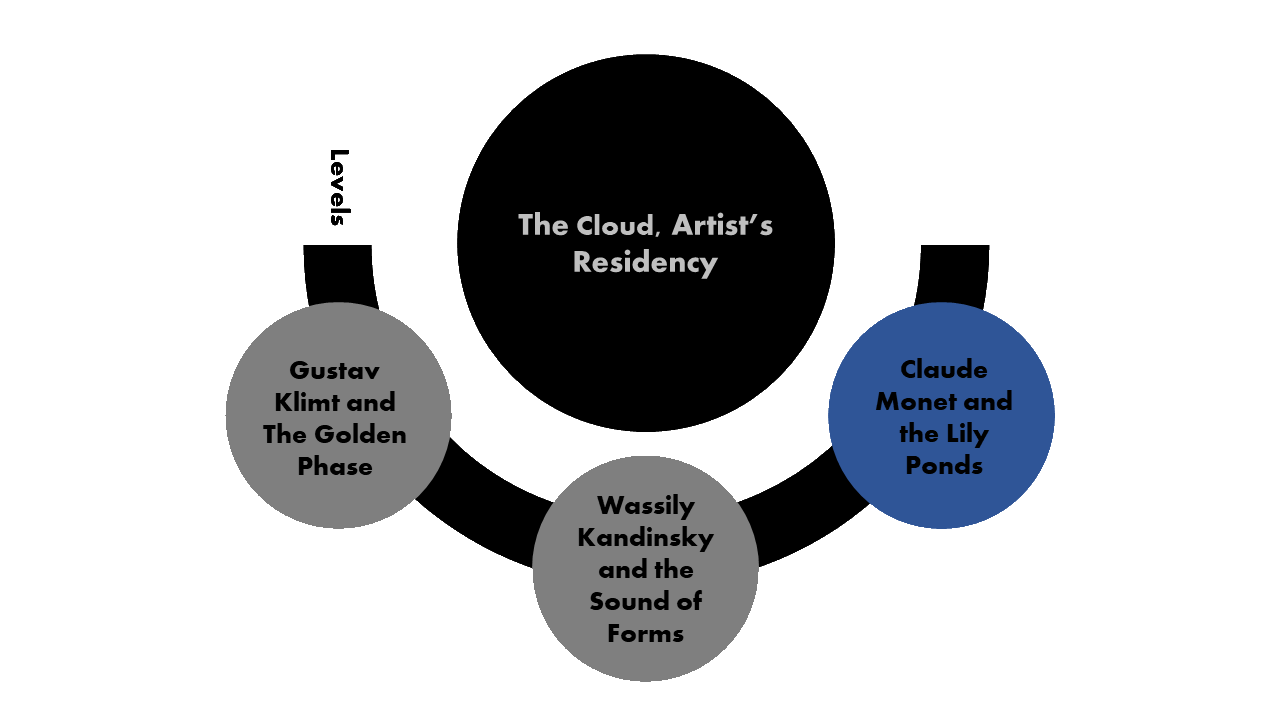 Levels
The Cloud, Artist’s
Residency
Gustav
Klimt and
The Golden
Phase
Wassily
Kandinsky
and the
Sound of
Forms
Claude
Monet and
the Lily
Ponds